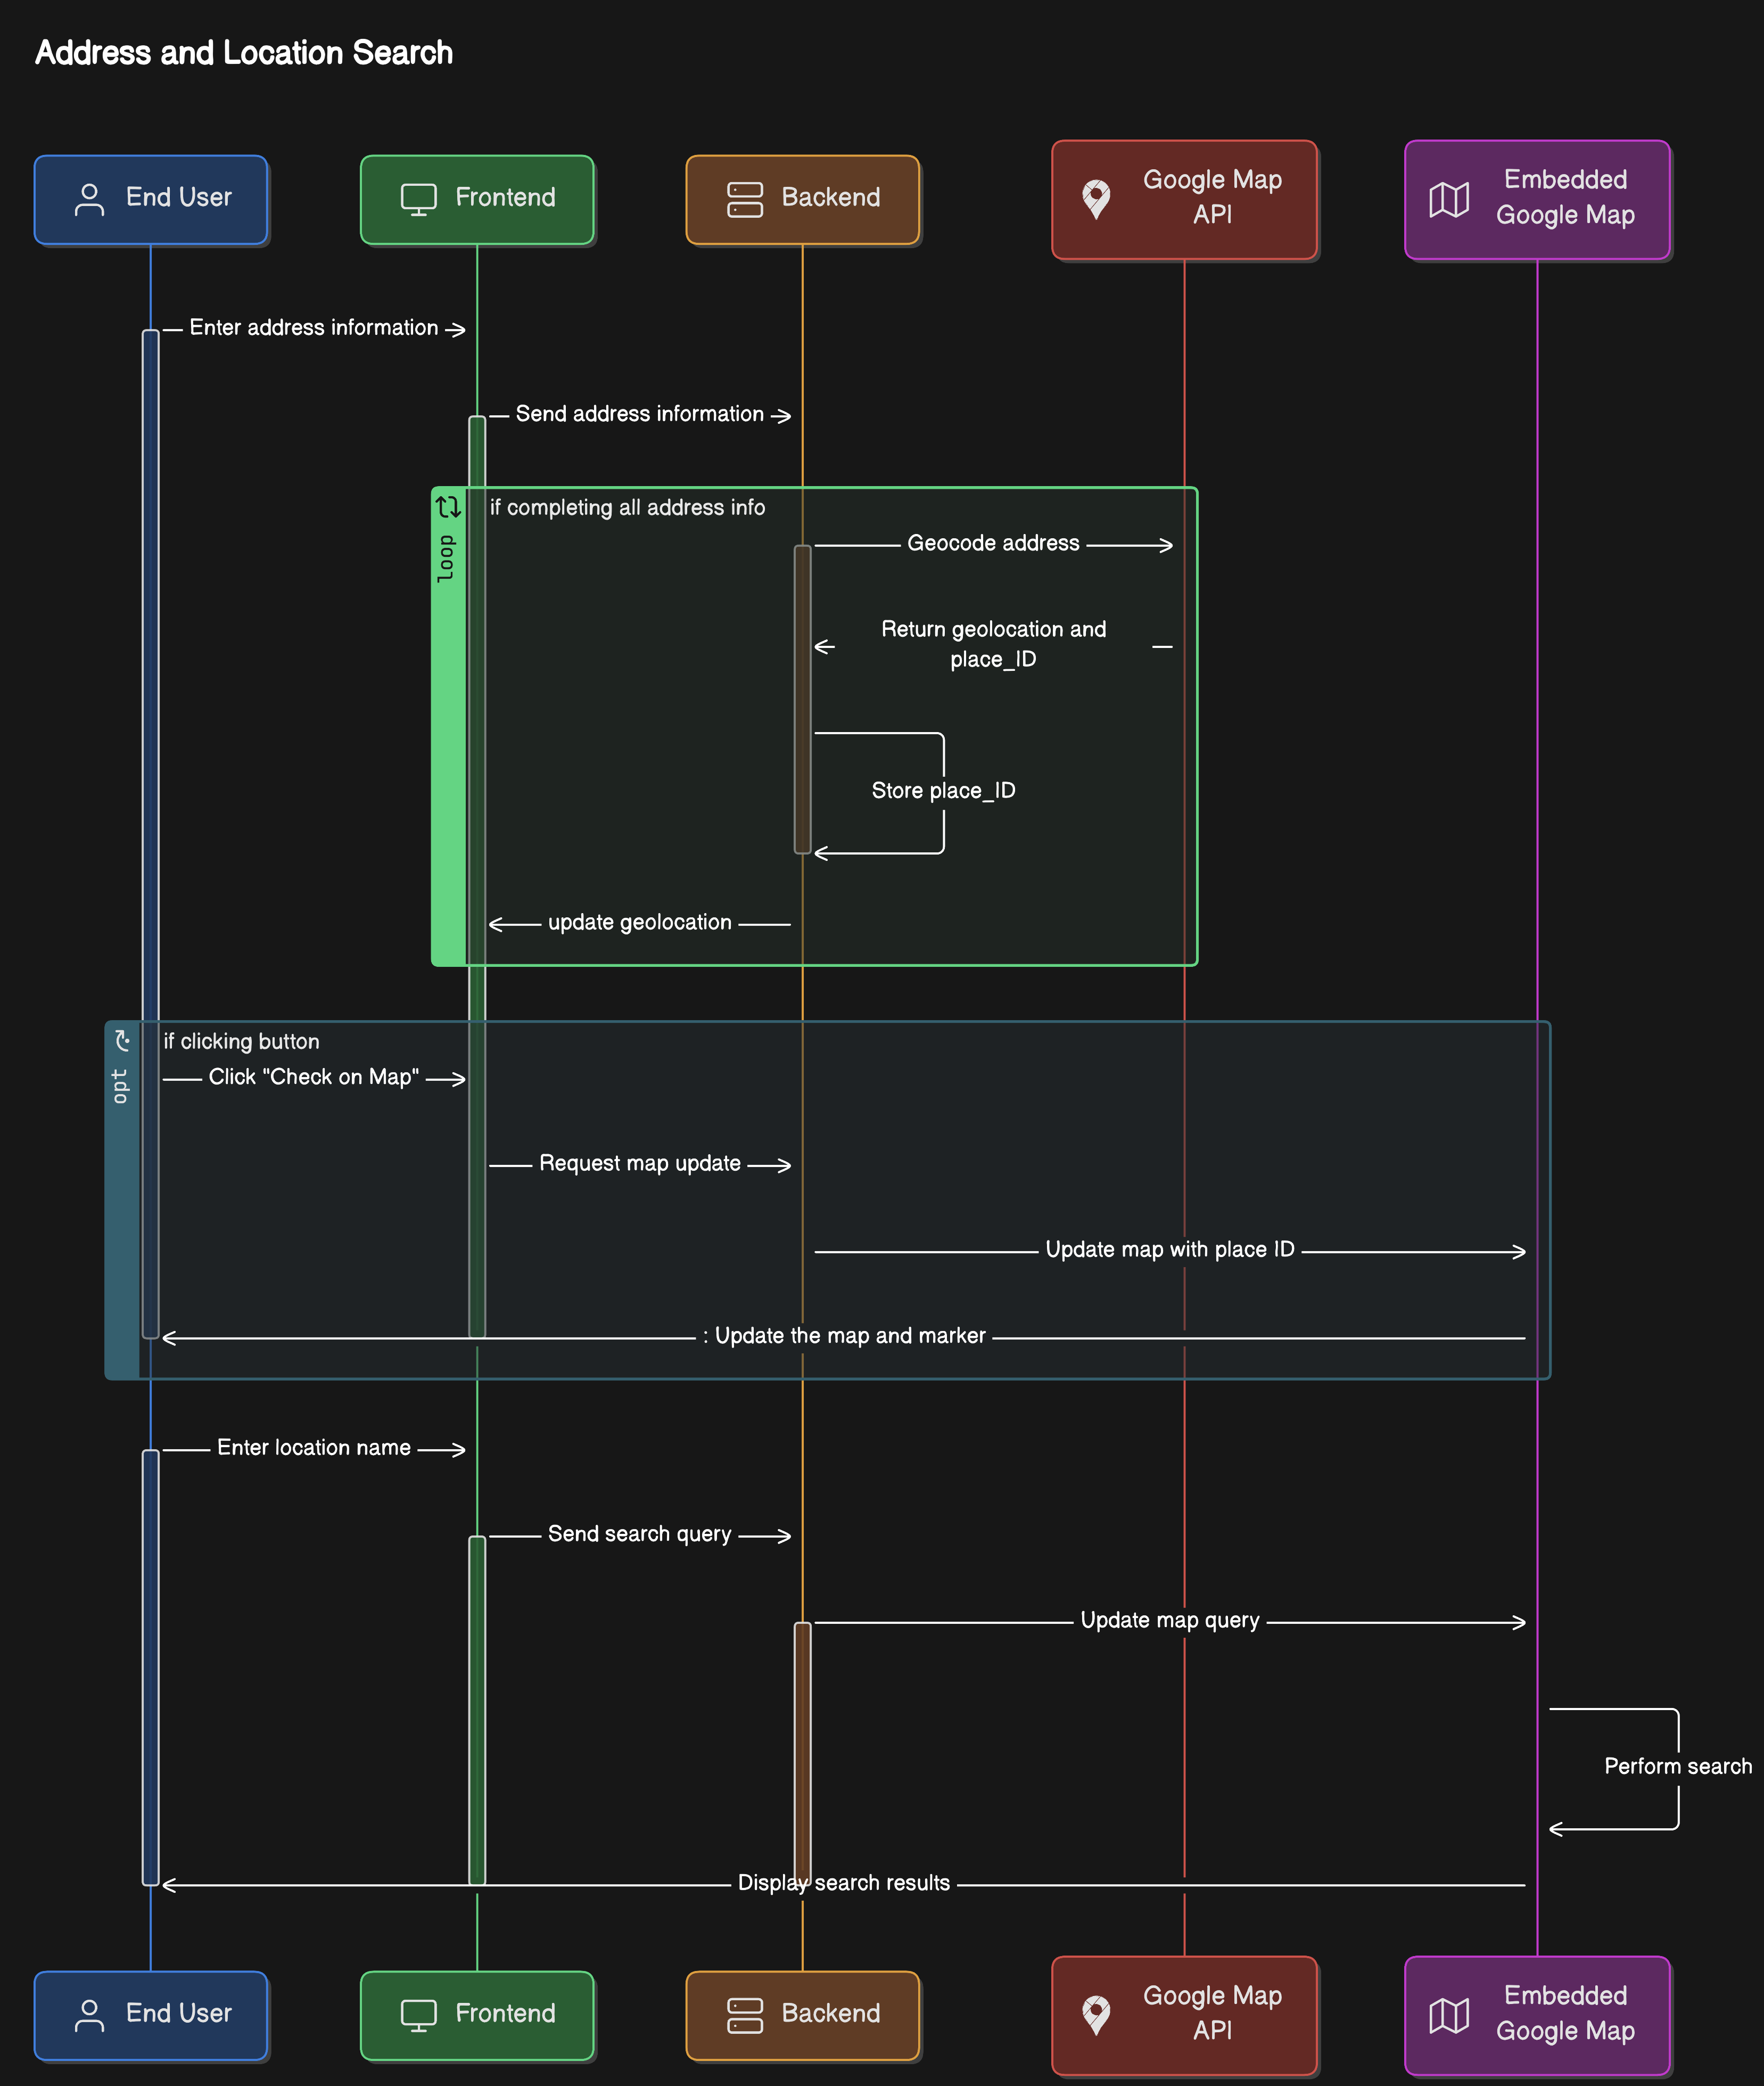 Address and Location Search
End User
Frontend
Backend
Google Map
API
Embedded
Google Map
Enter address information
Send address information
loop
if completing all address info
Geocode address
Return geolocation and
place_ID
Store place_ID
update geolocation
opt
if clicking button
Click "Check on Map"
Request map update
Update map with place ID
: Update the map and marker
Enter location name
Send search query
Update map query
Perform search
Display search results
End User
Frontend
Backend
Google Map
API
Embedded
Google Map